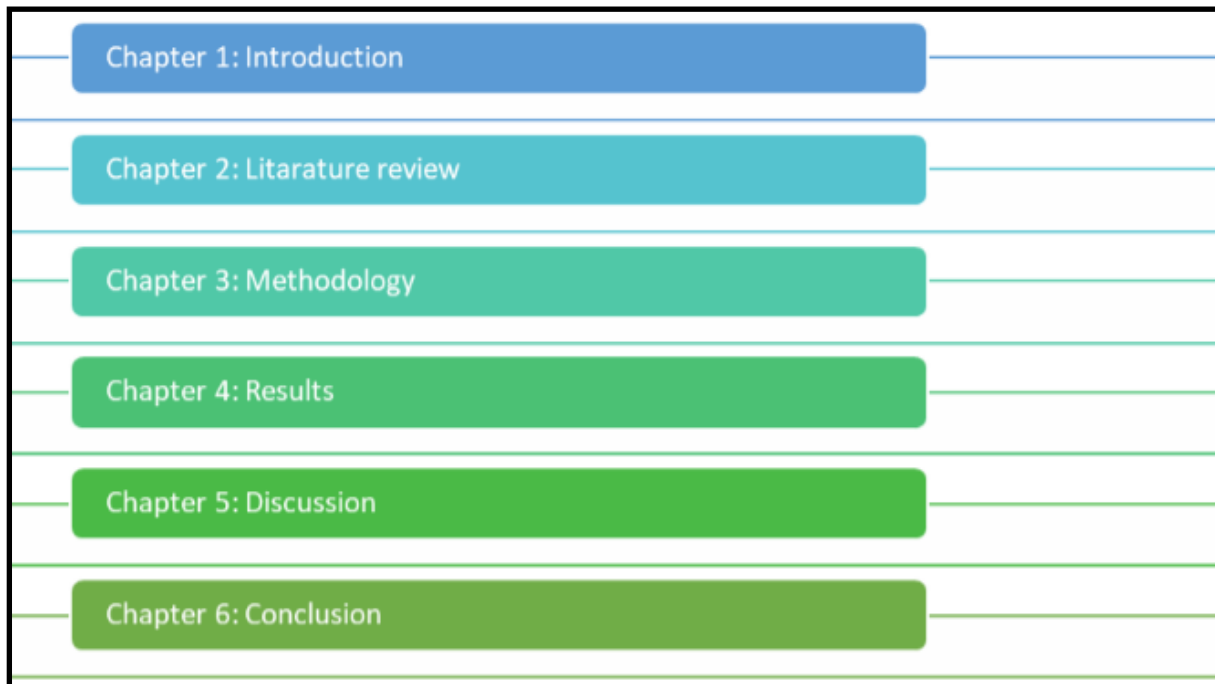 Chapter 1: Introduction
Chapter 2: Litarature review
Chapter 3: Methodology
Chapter 4: Results
Chapter 5: Discussion
Chapter 6: Conclusion